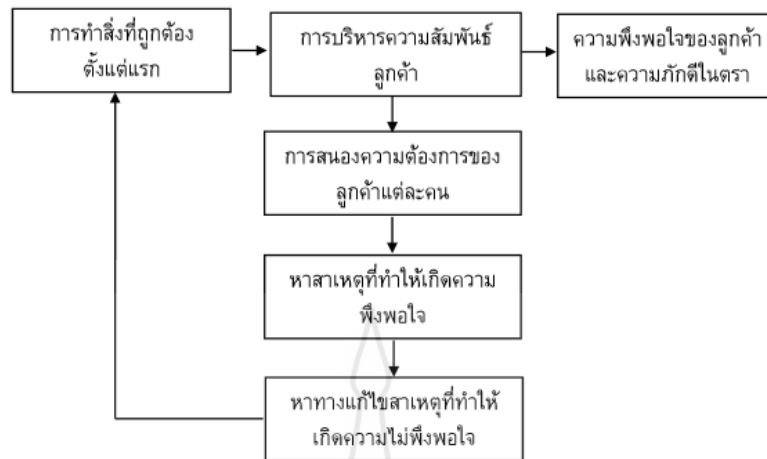 การทำสิ่งที่ถูกต้อง
ตั้งแต่แรก
การบริหารความสัมพันธ์
ลูกค้า
ความพึงพอใจของลูกค้า
และความภักดีในตรา
การสนองความต้องการของ
ลูกค้าแต่ละคน
หาสาเหตุที่ทำให้เกิดความ
พึงพอใจ
หาทางแก้ไขสาเหตุที่ทำให้
เกิดความไม่พึงพอใจ